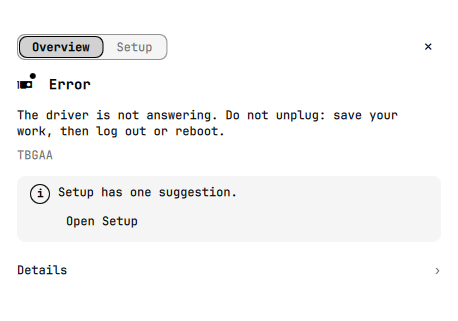 Overview Setup ×
Error
The driver is not answering. Do not unplug: save your
work, then log out or reboot.
TBGAA
Setup has one suggestion.
Open Setup
Details ›